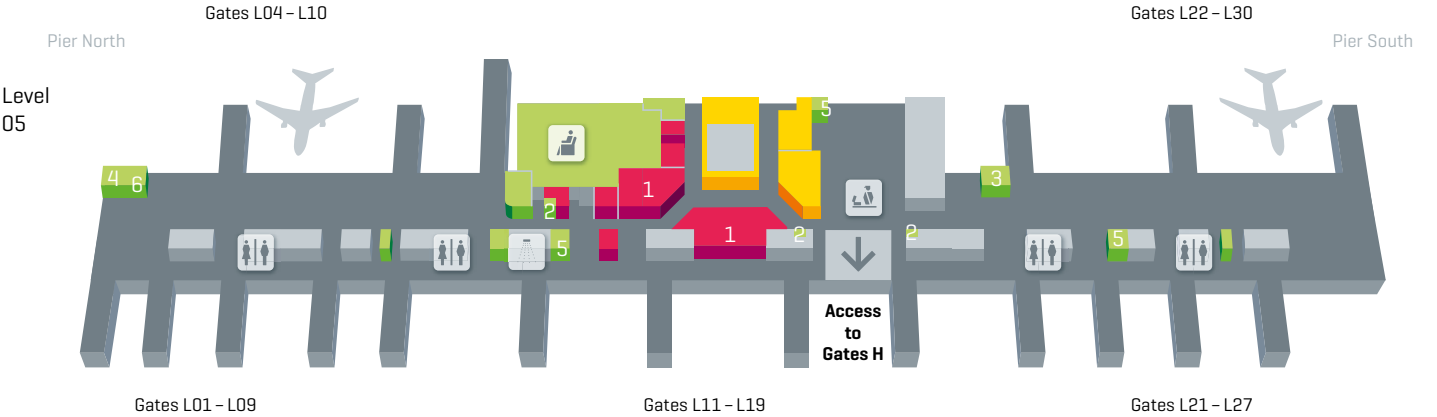 Gates L04 – L10
Gates L22 – L30
Pier North
Pier South
Level
05
5
4
6
3
1
2
1
2
2
5
5
Access
to
Gates H
Gates L01 – L09
Gates L11 – L19
Gates L21 – L27